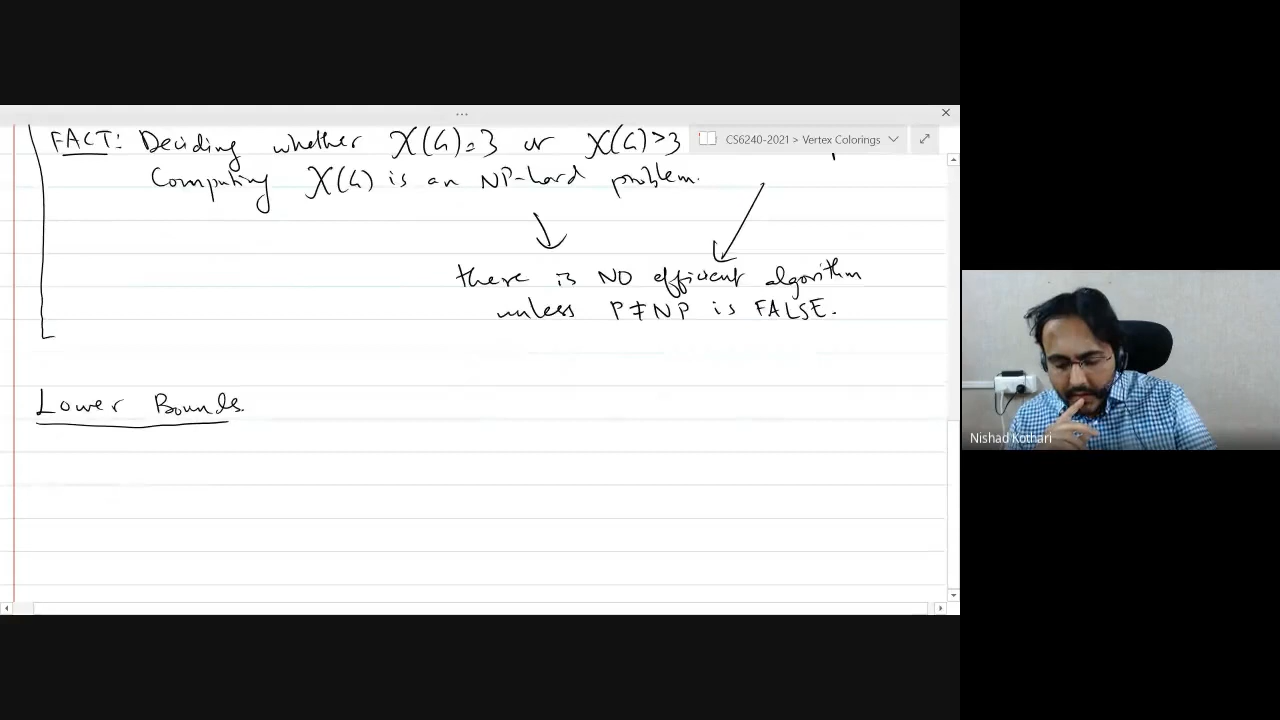 CS6240-2021 > Vertex Colorings
FACT: Deciding whether χ(G)=3 or χ(G)>3
Computing χ(G) is an NP-hard problem.
there is NO efficient algorithm
unless P≠NP is FALSE.
Lower Bounds.
Nishad Kothari